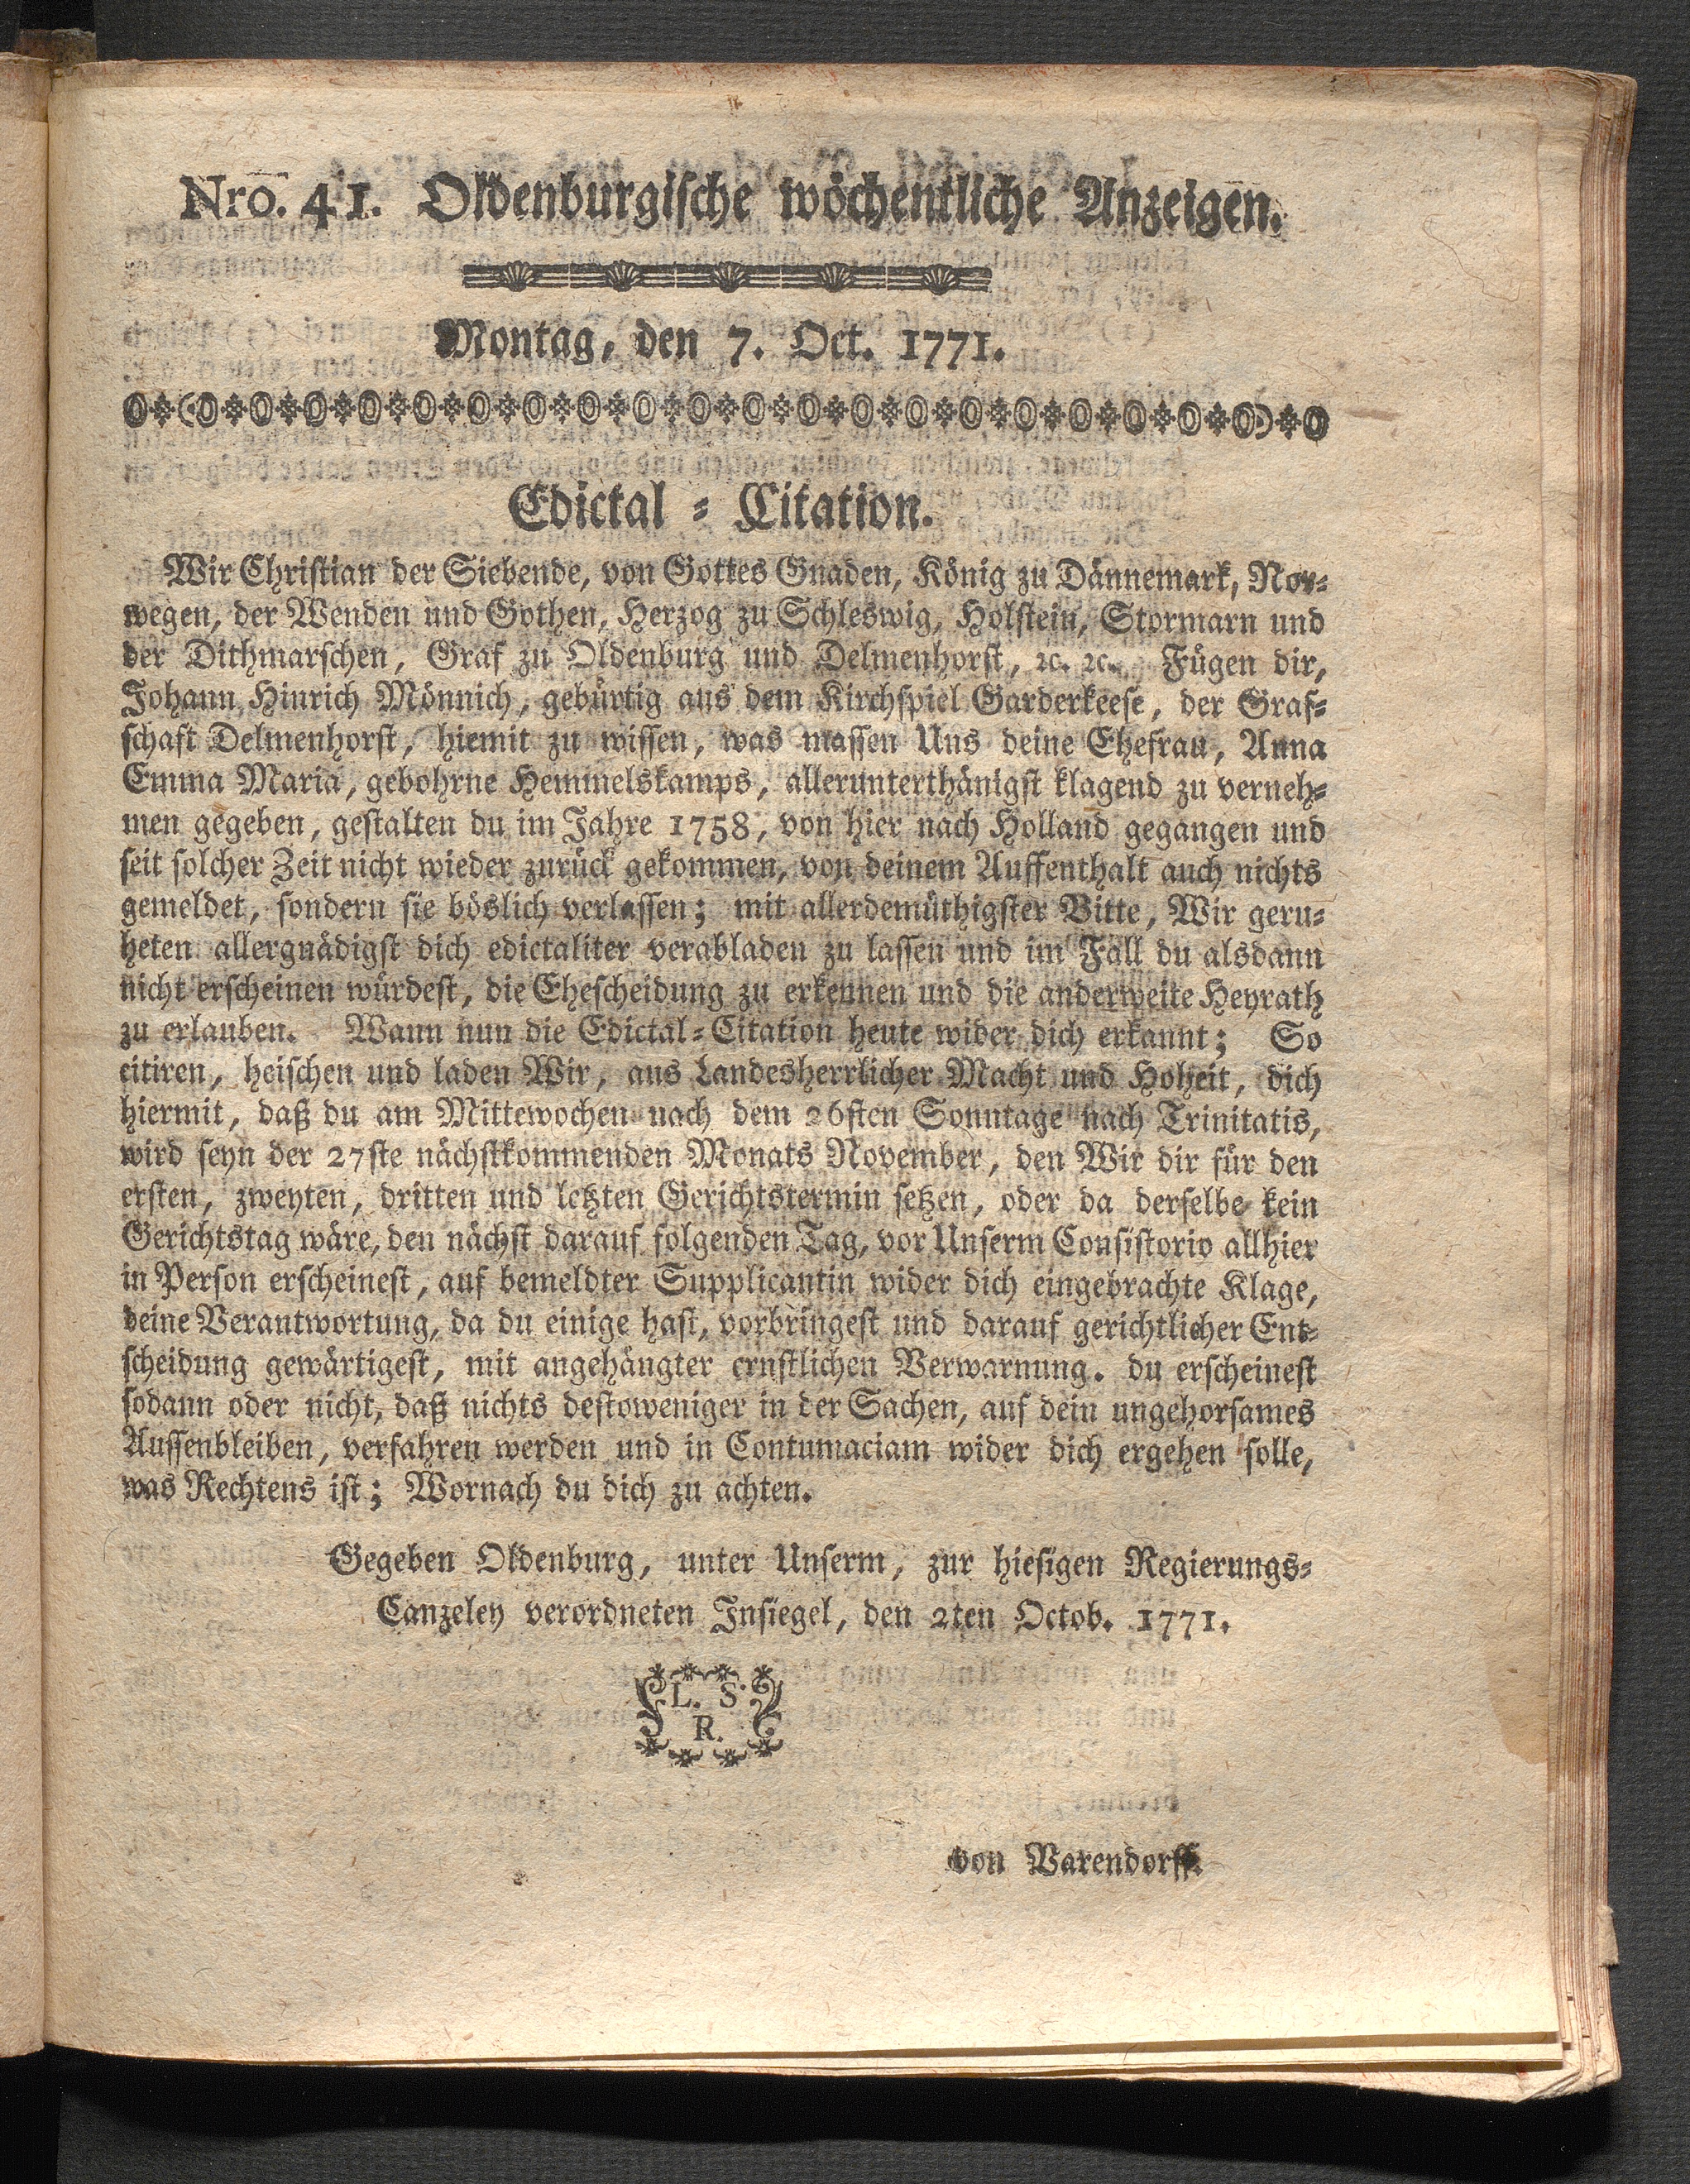 Nro. 41. Oldenburgische wöchentliche Anzeigen.
Montag, den 7. Oct. 1771.
Edictal = Citation.
Wir Christian der Siebende, von Gottes Gnaden, König zu Dännemark, Nor=
wegen, der Wenden und Gothen, Herzog zu Schleswig, Holstein, Stormarn und
der Dithmarschen, Graf zu Oldenburg und Delmenhorst, ꝛc. ꝛc. Fügen dir,
Johann Hinrich Mönnich, gebürtig aus dem Kirchspiel Garderkeese, der Graf=
schaft Delmenhorst, hiemit zu wissen, was massen Uns deine Ehefrau, Anna
Emma Maria, gebohrne Hemmelskamps, allerunterthänigst klagend zu verneh=
men gegeben, gestalten du im Jahre 1758, von hier nach Holland gegangen und
seit solcher Zeit nicht wieder zurück gekommen, von deinem Auffenthalt auch nichts
gemeldet, sondern sie böslich verlassen; mit allerdemüthigster Bitte, Wir geru=
heten allergnädigst dich edictaliter verabladen zu lassen und im Fall du alsdann
nicht erscheinen würdest, die Ehescheidung zu erkennen und die anderweite Heyrath
zu erlauben. Wann nun die Edictal=Citation heute wider dich erkannt; So
citiren, heischen und laden Wir, aus Landesherrlicher Macht und Hoheit, dich
hiermit, daß du am Mittewochen nach dem 26sten Sonntage nach Trinitatis,
wird seyn der 27ste nächstkommenden Monats November, den Wir dir für den
ersten, zweyten, dritten und letzten Gerichtstermin setzen, oder da derselbe kein
Gerichtstag wäre, den nächst darauf folgenden Tag, vor Unserm Consistorio allhier
in Person erscheinest, auf bemeldter Supplicantin wider dich eingebrachte Klage,
deine Verantwortung, da du einige hast, vorbringest und darauf gerichtlicher Ent=
scheidung gewärtigest, mit angehängter ernstlichen Verwarnung. du erscheinest
sodann oder nicht, daß nichts destoweniger in der Sachen, auf dein ungehorsames
Aussenbleiben, verfahren werden und in Contumaciam wider dich ergehen solle,
was Rechtens ist; Wornach du dich zu achten.
Gegeben Oldenburg, unter Unserm, zur hiesigen Regierungs=
Canzeley verordneten Insiegel, den 2ten Octob. 1771.
L. S.
R.
von Varendorff.